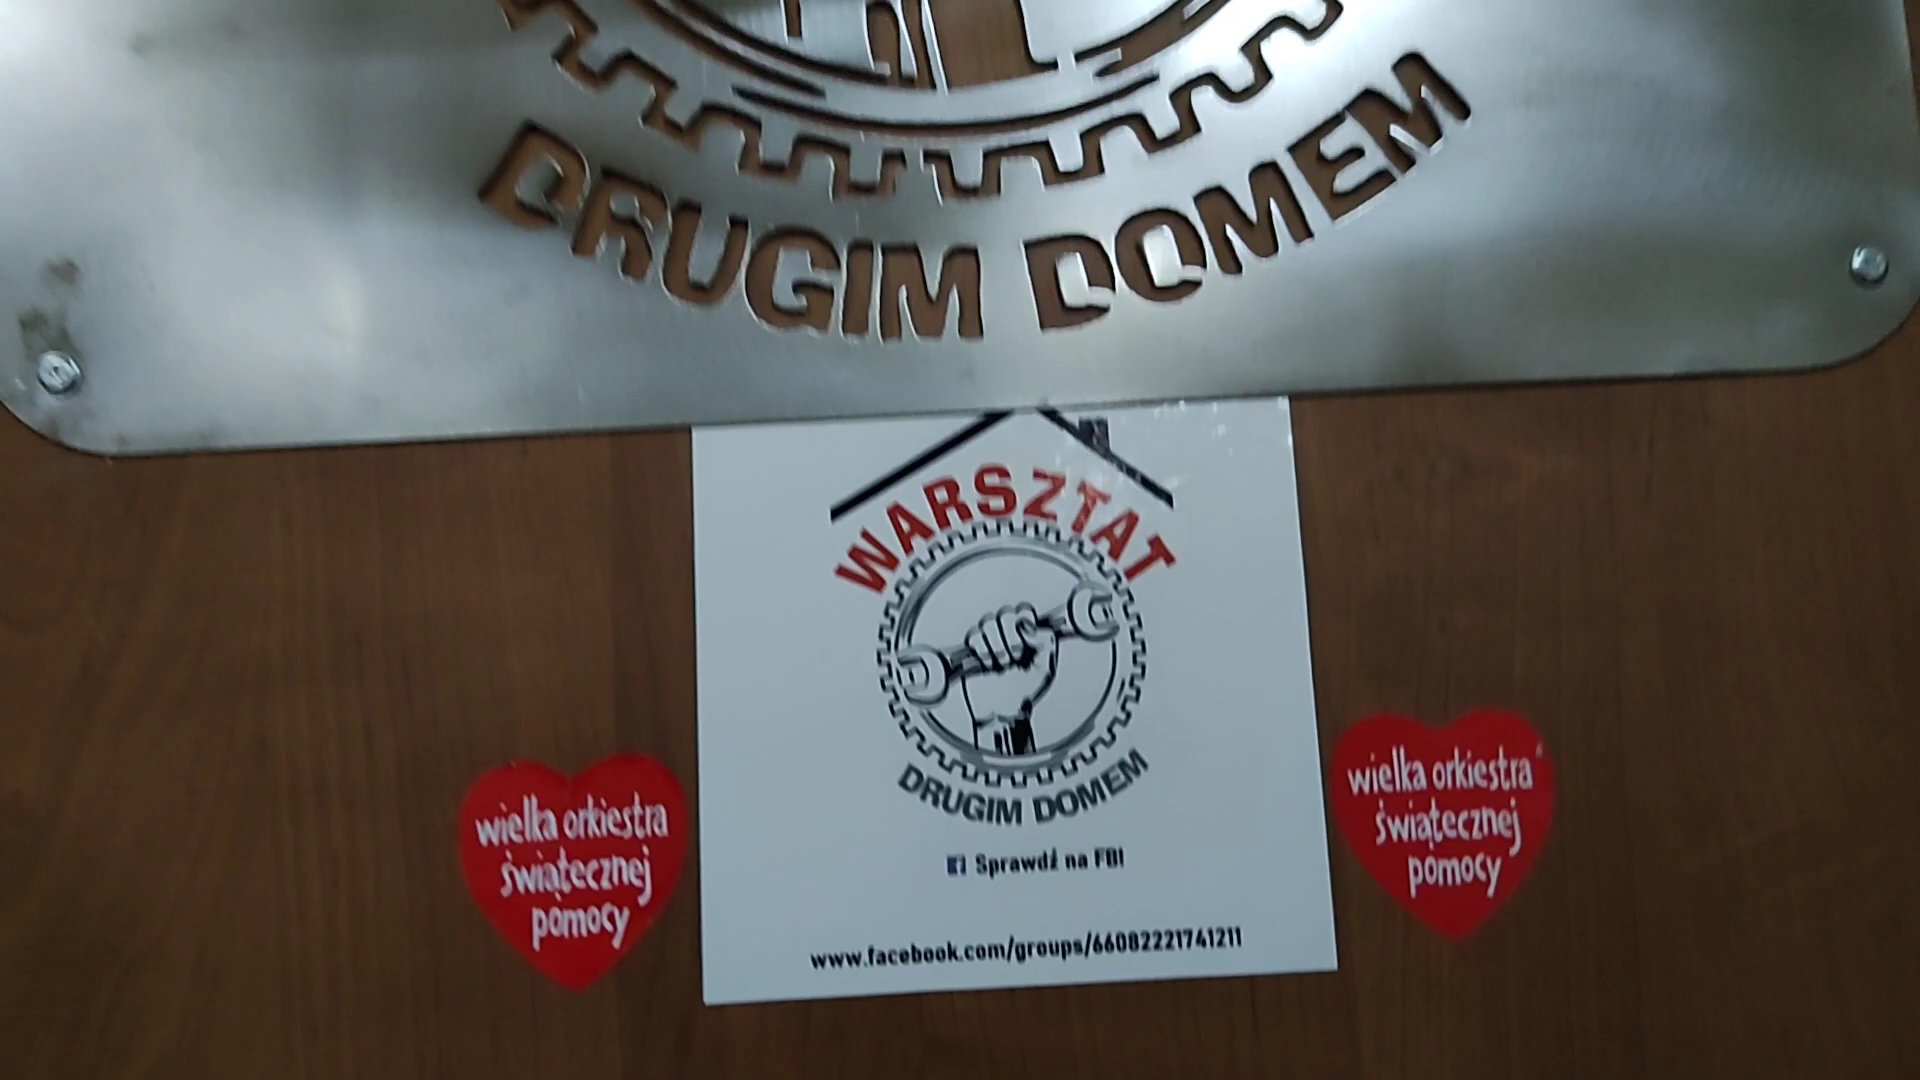 DRUGIM DOMEM
WARSZTAT
DRUGIM DOMEM
Sprawdź na FB!
www.facebook.com/groups/66082221741211
wielka orkiestra
świątecznej
pomocy
wielka orkiestra
świątecznej
pomocy